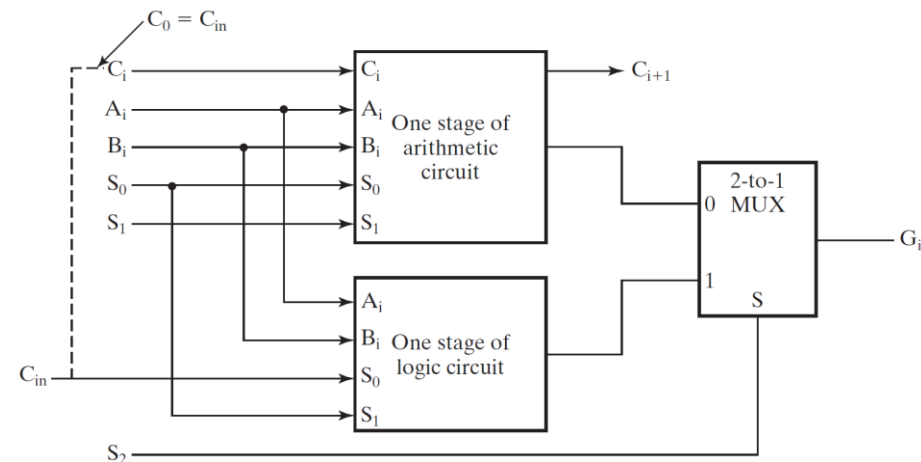 C₀ = Cᵢₙ
Cᵢ
Aᵢ
Bᵢ
S₀
S₁
Cᵢ
Aᵢ
Bᵢ
S₀
S₁
One stage of
arithmetic
circuit
Cᵢ₊₁
2-to-1
MUX
0
1
S
Gᵢ
Aᵢ
Bᵢ
S₀
S₁
One stage of
logic circuit
Cᵢₙ
S₂